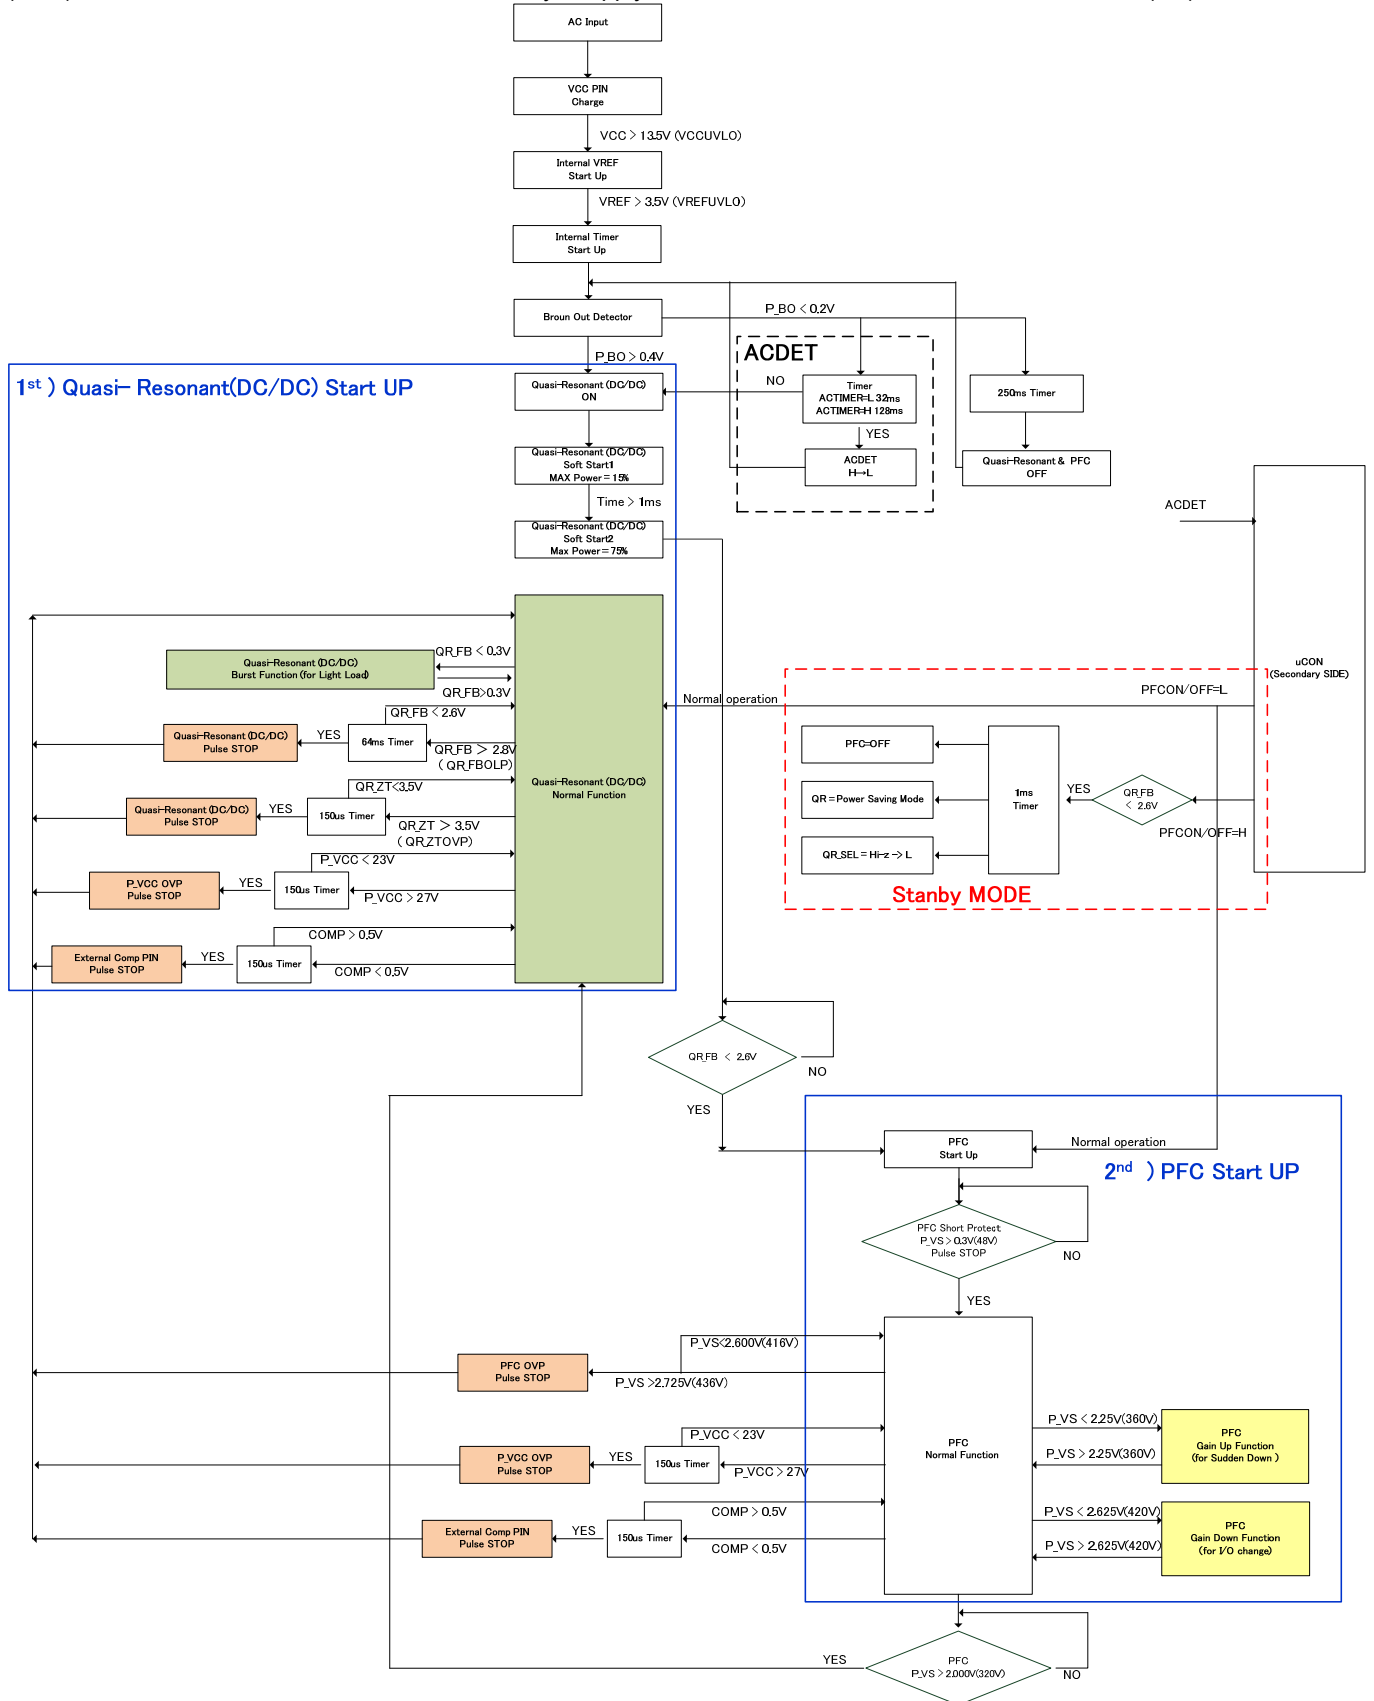 AC Input
VCC PIN
Charge
VCC > 13.5V (VCCUVLO)
Internal VREF
Start Up
VREF > 3.5V (VREFUVLO)
Internal Timer
Start Up
Broun Out Detector
P_BO < 0.2V
P_BO > 0.4V
ACDET
1st ) Quasi-Resonant(DC/DC) Start UP
Quasi-Resonant (DC/DC)
ON
NO
Timer
ACTIMER=L 32ms
ACTIMER=H 128ms
YES
250ms Timer
Quasi-Resonant (DC/DC)
Soft Start1
MAX Power = 15%
ACDET
H→L
Quasi-Resonant & PFC
OFF
Time > 1ms
Quasi-Resonant (DC/DC)
Soft Start2
Max Power = 75%
ACDET
uCON
(Secondary SIDE)
Quasi-Resonant (DC/DC)
Burst Function (for Light Load)
QR_FB < 0.3V
QR_FB>0.3V
QR_FB < 2.6V
Quasi-Resonant (DC/DC)
Pulse STOP
YES
64ms Timer
QR_FB > 2.8V
( QR_FBOLP)
Quasi-Resonant (DC/DC)
Normal Function
QR_ZT<3.5V
Quasi-Resonant (DC/DC)
Pulse STOP
YES
150us Timer
QR_ZT > 3.5V
( QR_ZTOVP)
P_VCC < 23V
P_VCC OVP
Pulse STOP
YES
150us Timer
P_VCC > 27V
COMP > 0.5V
External Comp PIN
Pulse STOP
YES
150us Timer
COMP < 0.5V
Normal operation
PFCON/OFF=L
PFC=OFF
QR = Power Saving Mode
QR_SEL = Hi-z -> L
1ms
Timer
YES
QR_FB
< 2.6V
PFCON/OFF=H
Stanby MODE
QR_FB < 2.6V
NO
YES
PFC
Start Up
Normal operation
2nd ) PFC Start UP
PFC Short Protect
P_VS > 0.3V(48V)
Pulse STOP
NO
YES
P_VS<2.600V(416V)
PFC OVP
Pulse STOP
P_VS >2.725V(436V)
P_VCC < 23V
P_VCC OVP
Pulse STOP
YES
150us Timer
P_VCC > 27V
COMP > 0.5V
External Comp PIN
Pulse STOP
YES
150us Timer
COMP < 0.5V
PFC
Normal Function
P_VS < 2.25V(360V)
P_VS > 2.25V(360V)
PFC
Gain Up Function
(for Sudden Down )
P_VS < 2.625V(420V)
P_VS > 2.625V(420V)
PFC
Gain Down Function
(for I/O change)
YES
PFC
P_VS > 2.000V(320V)
NO